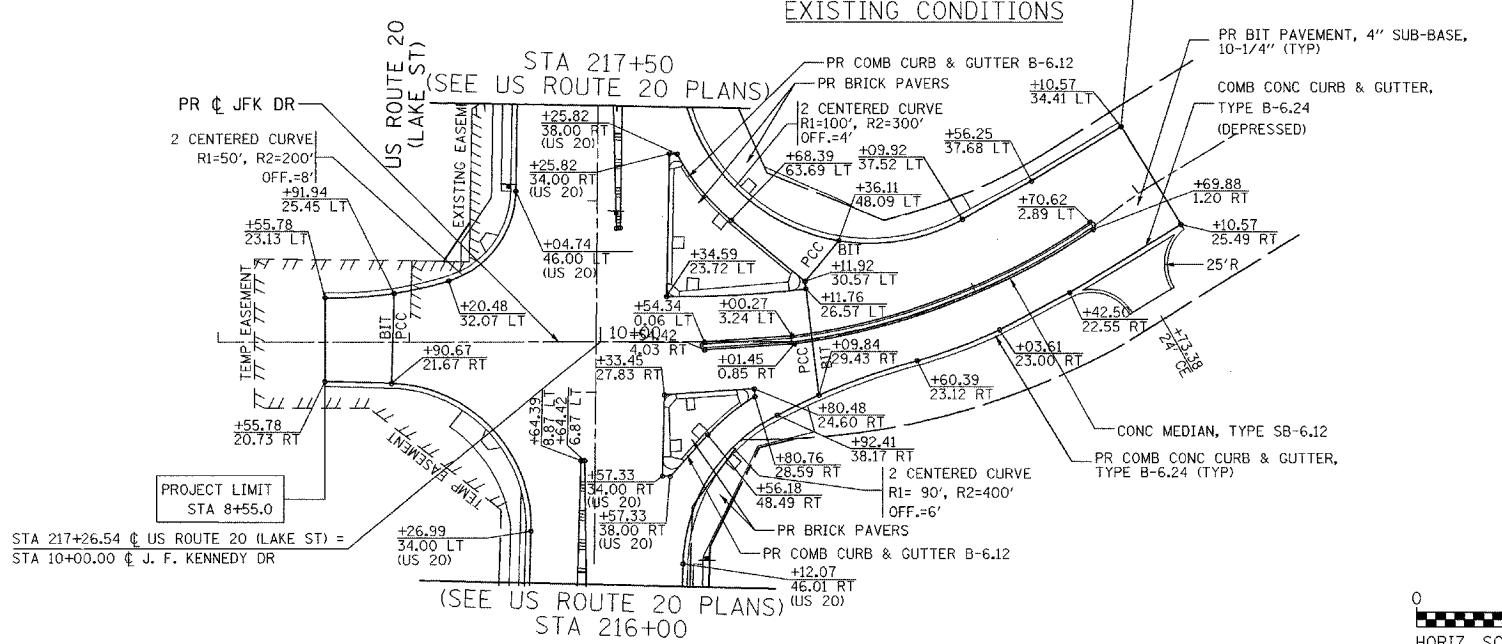 EXISTING CONDITIONS
US ROUTE 20
(LAKE ST)
STA 217+50
(SEE US ROUTE 20 PLANS)
PR ℄ JFK DR
2 CENTERED CURVE
R1=50', R2=200'
OFF.=8'
EXISTING EASEM
+25.82
38.00 RT
(US 20)
+25.82
34.00 RT
(US 20)
PR COMB CURB & GUTTER B-6.12
PR BRICK PAVERS
2 CENTERED CURVE
R1=100', R2=300'
OFF.=4'
+68.39
63.69 LT
+09.92
37.52 LT
+56.25
37.68 LT
+10.57
34.41 LT
PR BIT PAVEMENT, 4" SUB-BASE,
10-1/4" (TYP)
COMB CONC CURB & GUTTER,
TYPE B-6.24
(DEPRESSED)
+36.11
48.09 LT
+70.62
2.89 LT
+69.88
1.20 RT
+10.57
25.49 RT
25'R
+91.94
25.45 LT
+55.78
23.13 LT
+04.74
46.00 LT
(US 20)
PCC
BIT
TEMP EASEMENT
BIT
PCC
+20.48
32.07 LT
+34.59
23.72 LT
+11.92
30.57 LT
+11.76
26.57 LT
+54.34
0.06 LT
+00.27
3.24 LT
10+00
4.03 RT
+01.45
0.85 RT
PCC
BIT
+09.84
29.43 RT
+42.50
22.55 RT
+03.61
23.00 RT
+73.38
24' CE
+90.67
21.67 RT
+33.45
27.83 RT
+60.39
23.12 RT
+55.78
20.73 RT
TEMP EASEMENT
+64.39
8.87 LT
+64.42
6.87 LT
+80.48
24.60 RT
+92.41
38.17 RT
CONC MEDIAN, TYPE SB-6.12
PR COMB CONC CURB & GUTTER,
TYPE B-6.24 (TYP)
+80.76
28.59 RT
+57.33
34.00 RT
(US 20)
+56.18
48.49 RT
2 CENTERED CURVE
R1= 90', R2=400'
OFF.=6'
PROJECT LIMIT
STA 8+55.0
+57.33
38.00 RT
(US 20)
PR BRICK PAVERS
STA 217+26.54 ℄ US ROUTE 20 (LAKE ST) =
STA 10+00.00 ℄ J. F. KENNEDY DR
+26.99
34.00 LT
(US 20)
PR COMB CURB & GUTTER B-6.12
+12.07
46.01 RT
(US 20)
(SEE US ROUTE 20 PLANS)
STA 216+00
0